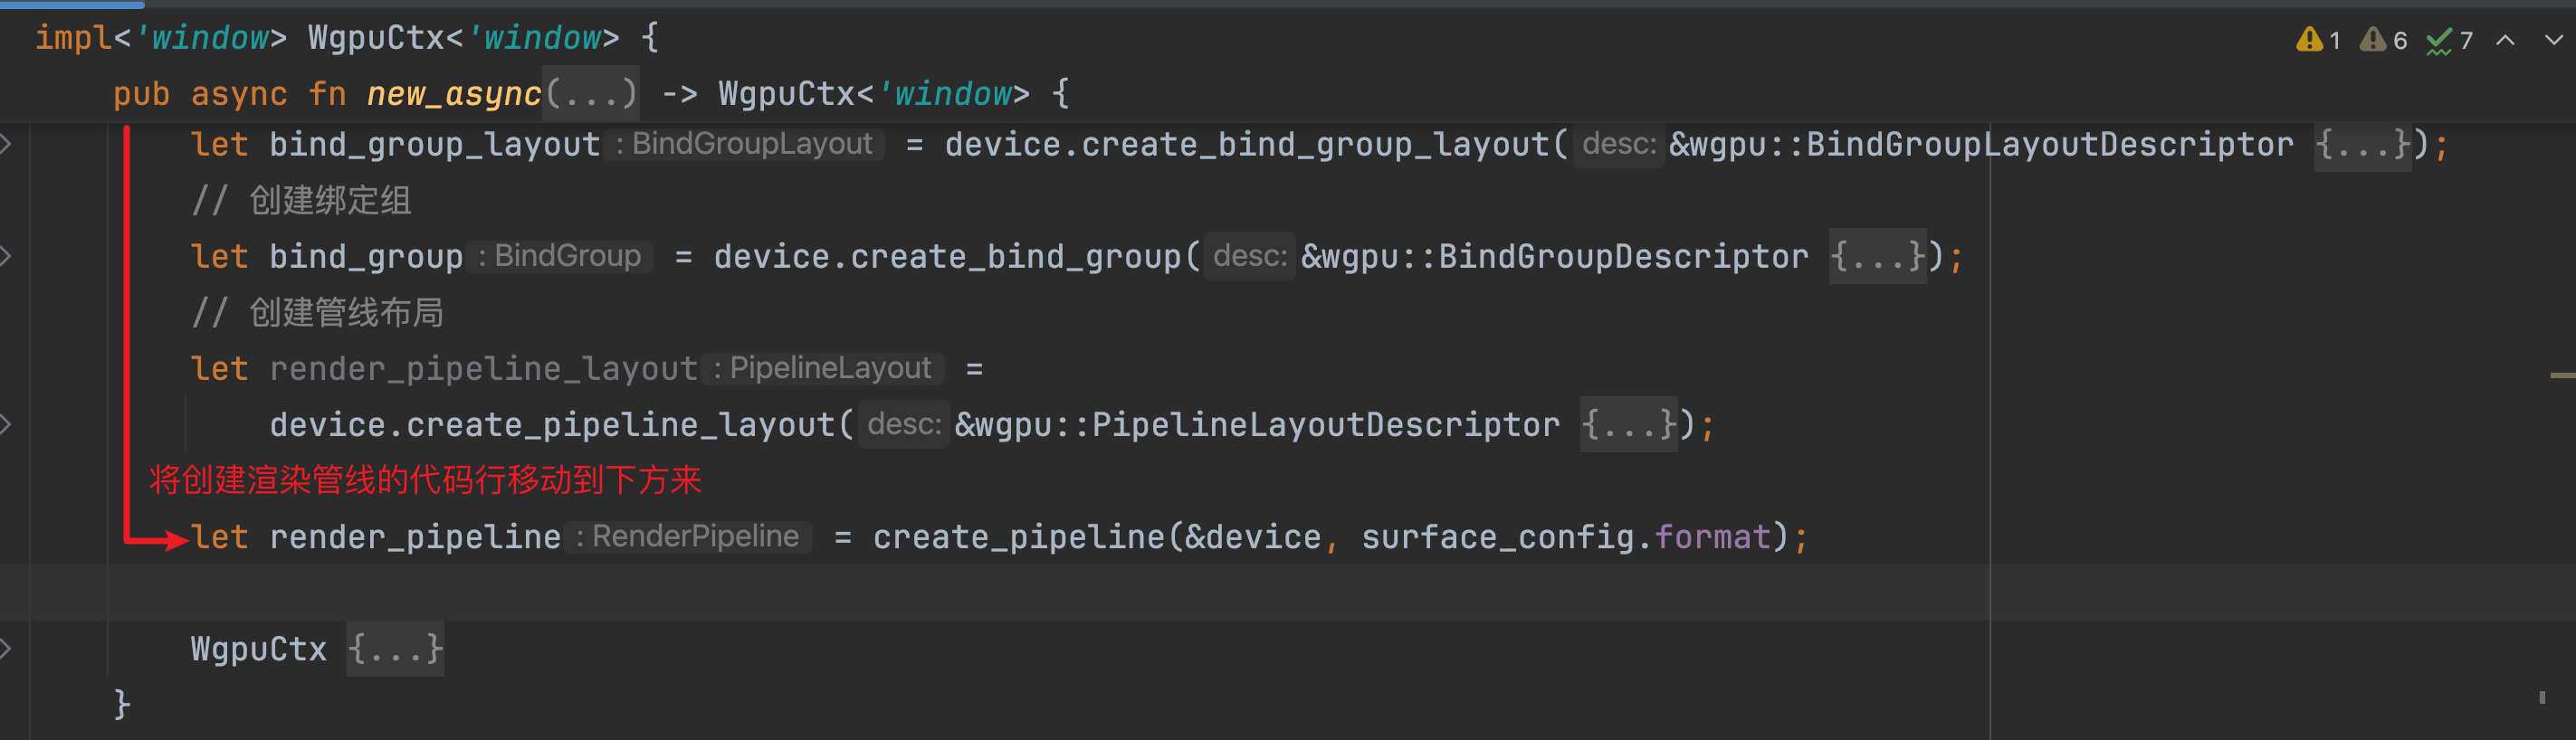 impl<'window> WgpuCtx<'window> {
1 6 7
pub async fn new_async(...) -> WgpuCtx<'window> {
let bind_group_layout : BindGroupLayout = device.create_bind_group_layout( desc: &wgpu::BindGroupLayoutDescriptor {...});
// 创建绑定组
let bind_group : BindGroup = device.create_bind_group( desc: &wgpu::BindGroupDescriptor {...});
// 创建管线布局
let render_pipeline_layout : PipelineLayout =
device.create_pipeline_layout( desc: &wgpu::PipelineLayoutDescriptor {...});
将创建渲染管线的代码行移动到下方来
let render_pipeline : RenderPipeline = create_pipeline(&device, surface_config.format);
WgpuCtx {...}
}